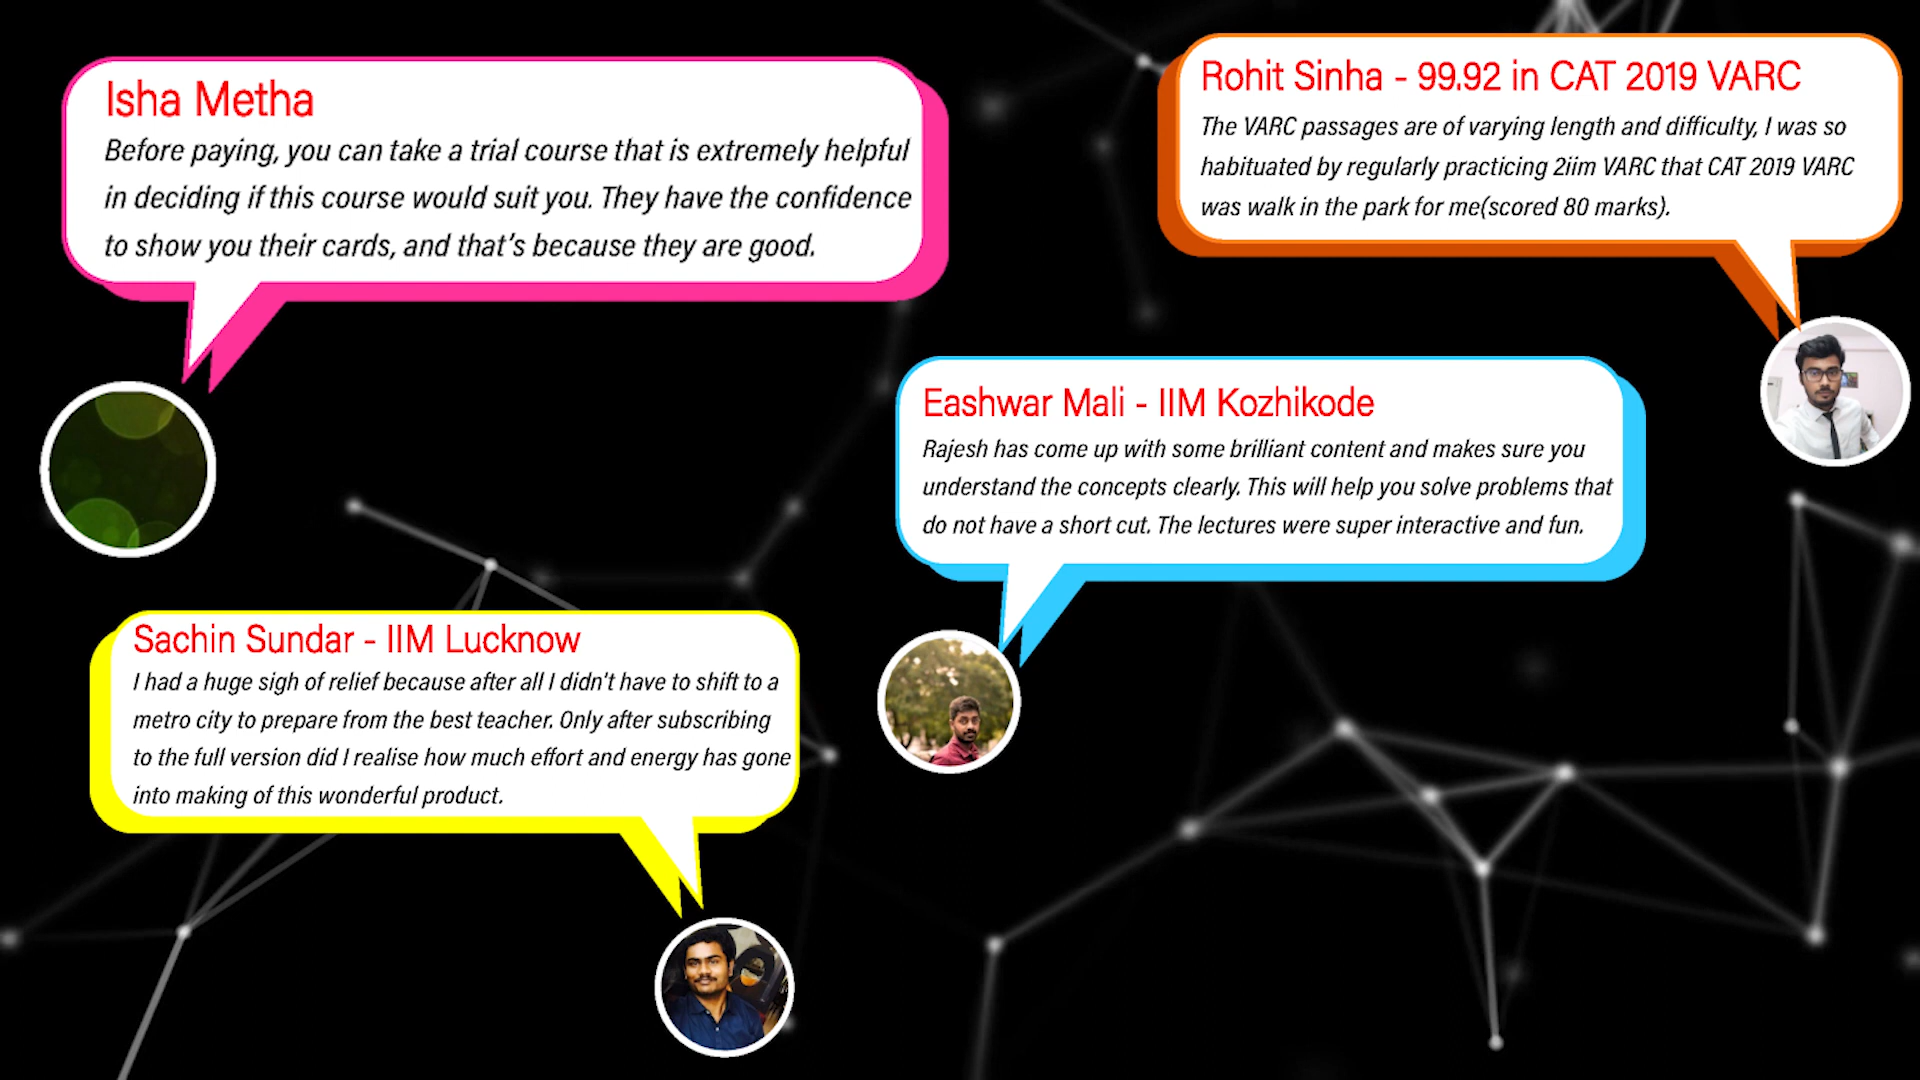 Isha Metha
Before paying, you can take a trial course that is extremely helpful
in deciding if this course would suit you. They have the confidence
to show you their cards, and that's because they are good.
Rohit Sinha - 99.92 in CAT 2019 VARC
The VARC passages are of varying length and difficulty, I was so
habituated by regularly practicing 2iim VARC that CAT 2019 VARC
was walk in the park for me(scored 80 marks).
Eashwar Mali - IIM Kozhikode
Rajesh has come up with some brilliant content and makes sure you
understand the concepts clearly. This will help you solve problems that
do not have a short cut. The lectures were super interactive and fun.
Sachin Sundar - IIM Lucknow
I had a huge sigh of relief because after all I didn't have to shift to a
metro city to prepare from the best teacher. Only after subscribing
to the full version did I realise how much effort and energy has gone
into making of this wonderful product.